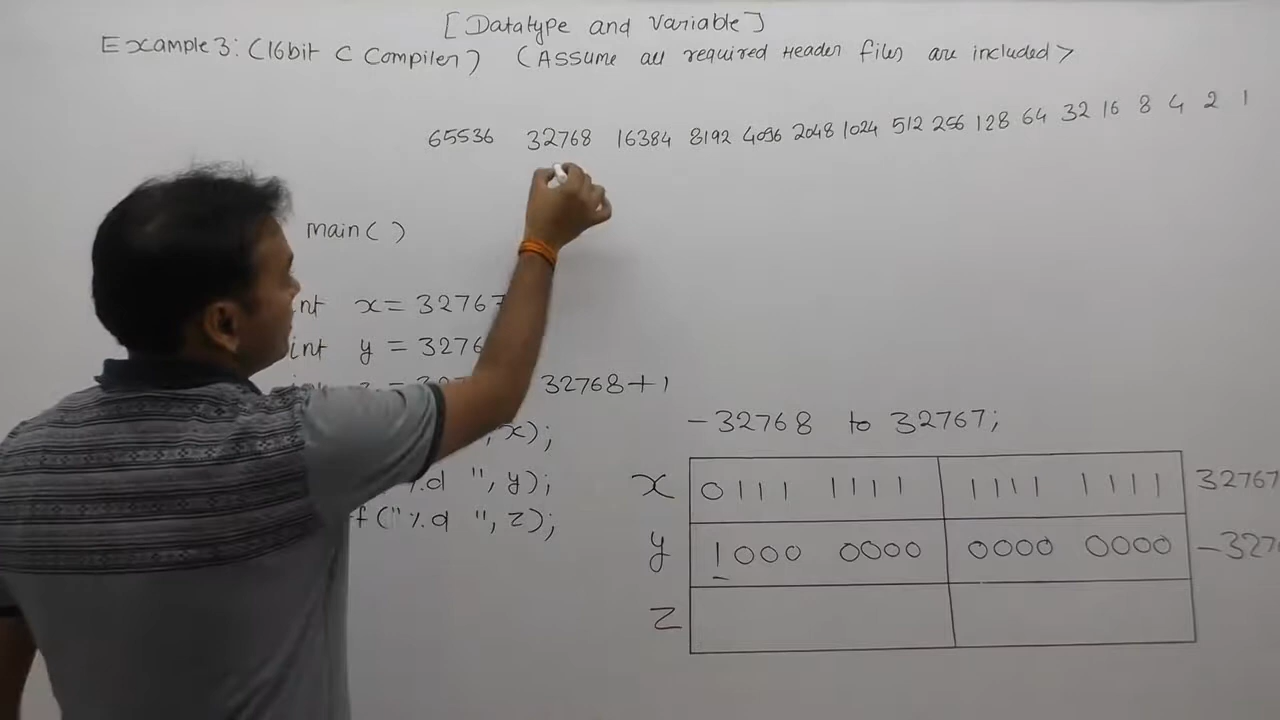 [Datatype and Variable]
Example 3: (16bit C Compiler) (Assume all required Header files are included>
65536 32768 16384 8192 4096 2048 1024 512 256 128 64 32 16 8 4 2 1
main( )
int x = 32767
int y = 3276
32768+1
, x);
-32768 to 32767;
x 0111 1111 1111 1111 32767
%d ", y);
f("%d ", z);
y 1000 0000 0000 0000 -327
z